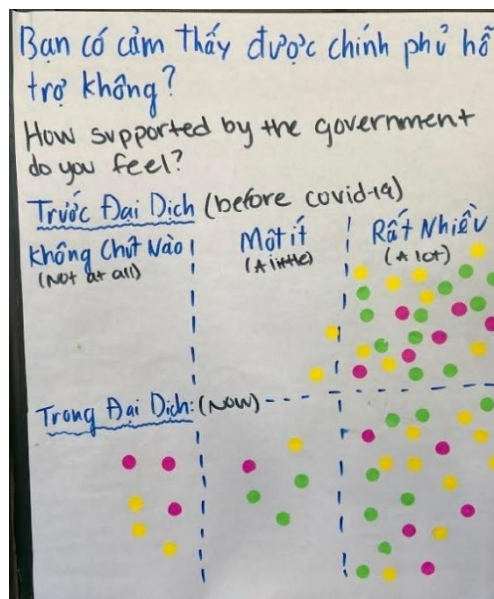 Bạn có cảm thấy được chính phủ hỗ
trợ không?
How supported by the government
do you feel?
Trước Đại Dịch (before covid-19)
Không Chút Nào
(Not at all)
Một ít
(A little)
Rất Nhiều
(A lot)
Trong Đại Dịch: (NOW)